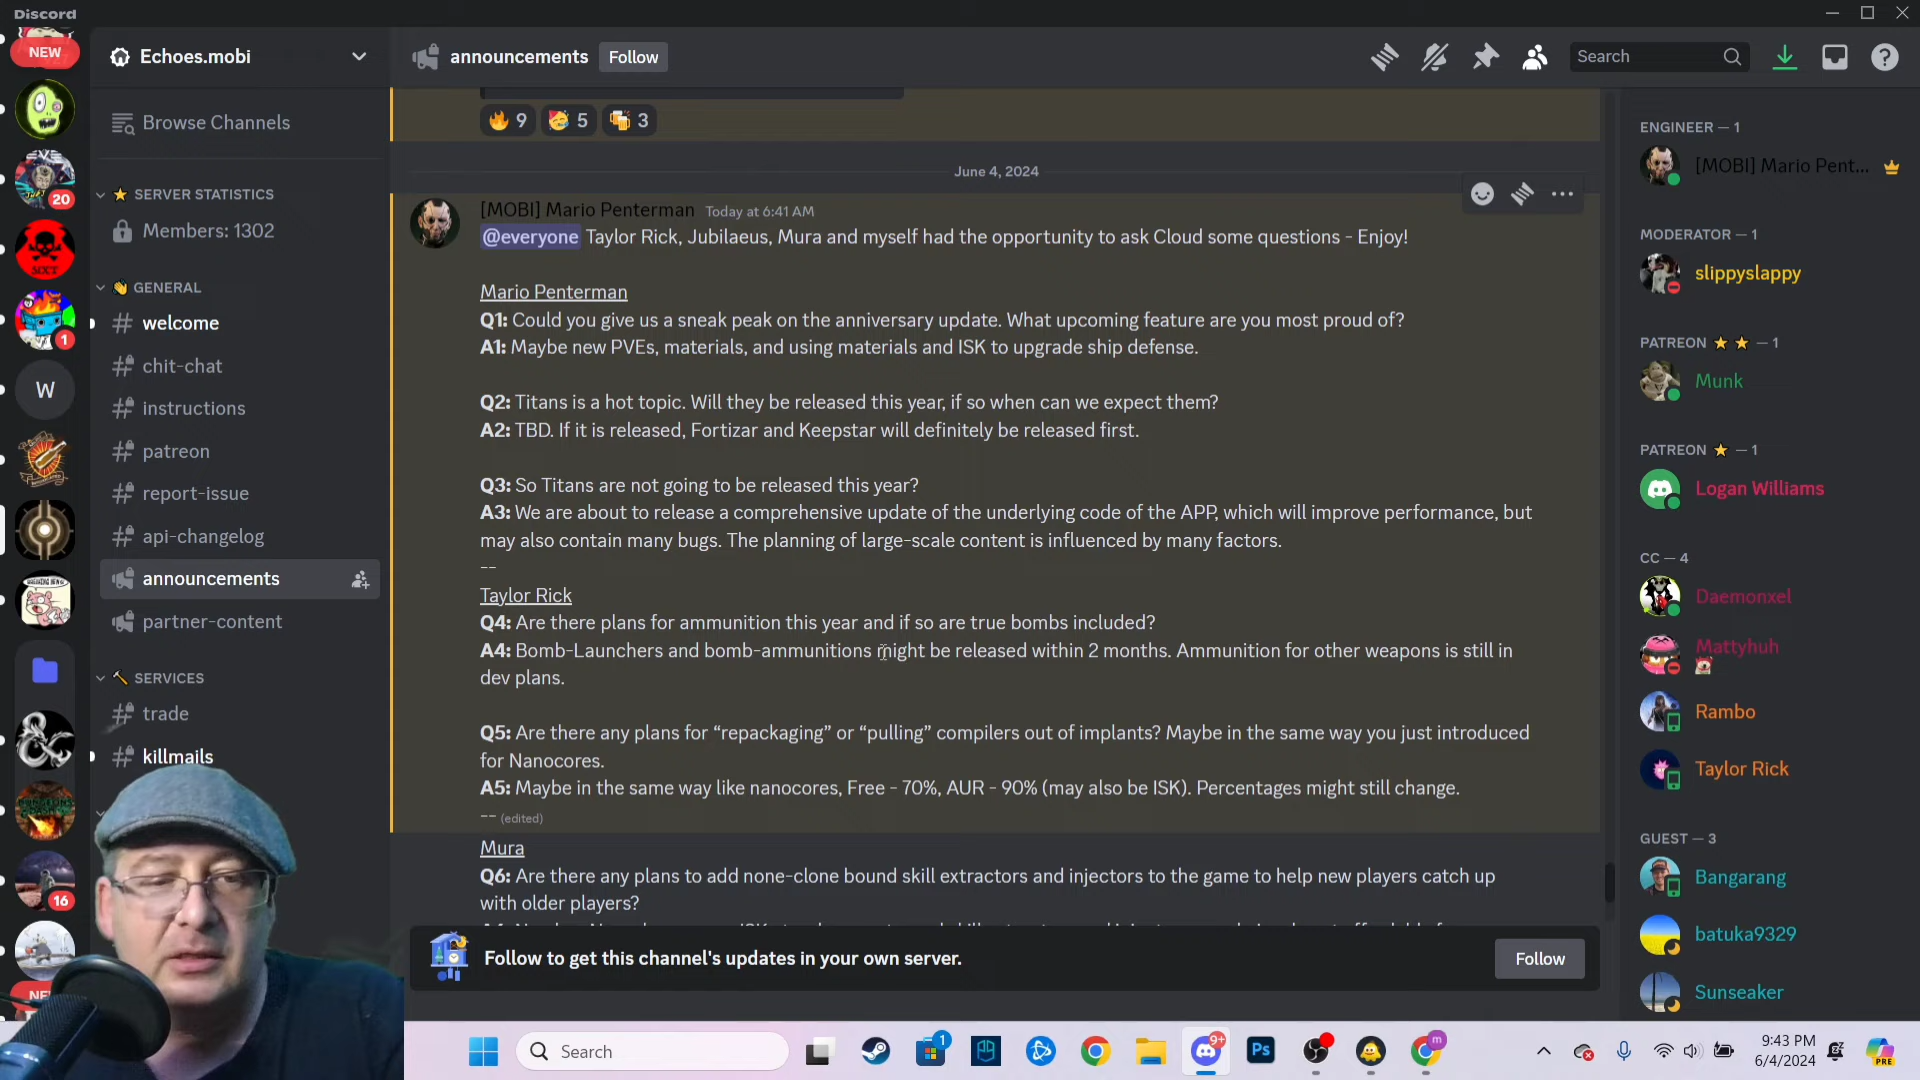 Discord
NEW
Echoes.mobi
announcements
Follow
Search
Browse Channels
9
5
3
SERVER STATISTICS
Members: 1302
GENERAL
welcome
chit-chat
instructions
patreon
report-issue
api-changelog
announcements
partner-content
SERVICES
trade
killmails
20
1
W
16
June 4, 2024
[MOBI] Mario Penterman Today at 6:41 AM
@everyone Taylor Rick, Jubilaeus, Mura and myself had the opportunity to ask Cloud some questions - Enjoy!
Mario Penterman
Q1: Could you give us a sneak peak on the anniversary update. What upcoming feature are you most proud of?
A1: Maybe new PVEs, materials, and using materials and ISK to upgrade ship defense.
Q2: Titans is a hot topic. Will they be released this year, if so when can we expect them?
A2: TBD. If it is released, Fortizar and Keepstar will definitely be released first.
Q3: So Titans are not going to be released this year?
A3: We are about to release a comprehensive update of the underlying code of the APP, which will improve performance, but
may also contain many bugs. The planning of large-scale content is influenced by many factors.
--
Taylor Rick
Q4: Are there plans for ammunition this year and if so are true bombs included?
A4: Bomb-Launchers and bomb-ammunitions might be released within 2 months. Ammunition for other weapons is still in
dev plans.
Q5: Are there any plans for “repackaging” or “pulling” compilers out of implants? Maybe in the same way you just introduced
for Nanocores.
A5: Maybe in the same way like nanocores, Free - 70%, AUR - 90% (may also be ISK). Percentages might still change.
-- (edited)
Mura
Q6: Are there any plans to add none-clone bound skill extractors and injectors to the game to help new players catch up
with older players?
Follow to get this channel's updates in your own server.
Follow
ENGINEER — 1
[MOBI] Mario Pent...
MODERATOR — 1
slippyslappy
PATREON — 1
Munk
PATREON — 1
Logan Williams
CC — 4
Daemonxel
Mattyhuh
Rambo
Taylor Rick
GUEST — 3
Bangarang
batuka9329
Sunseaker
Search
1
9+
Ps
m
9:43 PM
6/4/2024
PRE